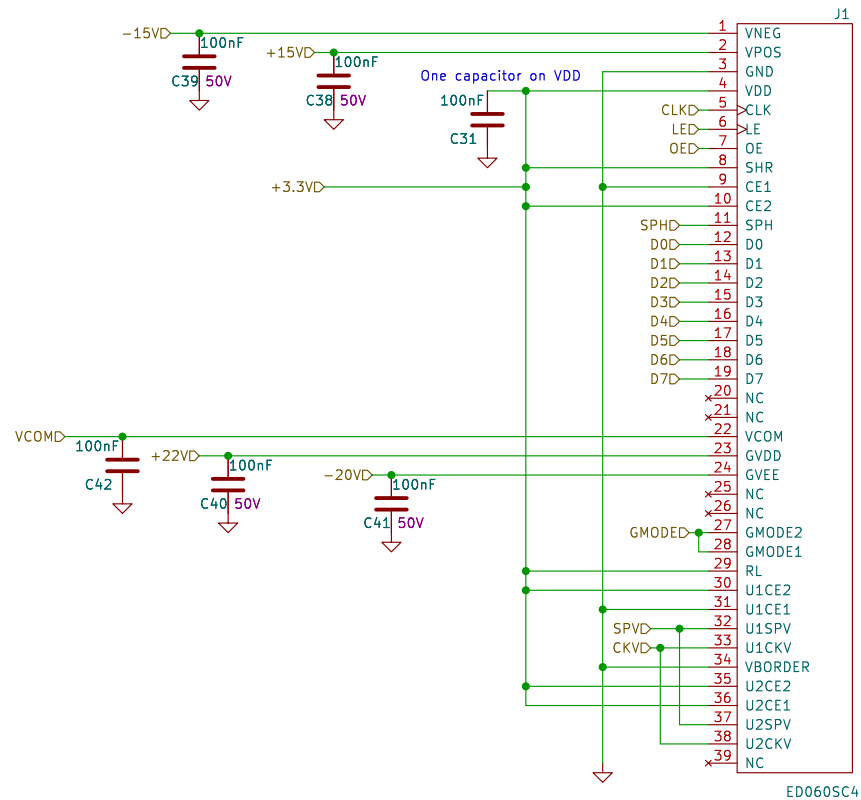 J1
-15V 1 VNEG
100nF
C39 50V
+15V 2 VPOS
100nF
C38 50V
3 GND
One capacitor on VDD
4 VDD
100nF
C31
CLK 5 CLK
LE 6 LE
OE 7 OE
8 SHR
+3.3V 9 CE1
10 CE2
SPH 11 SPH
D0 12 D0
D1 13 D1
D2 14 D2
D3 15 D3
D4 16 D4
D5 17 D5
D6 18 D6
D7 19 D7
20 NC
21 NC
VCOM 22 VCOM
100nF
C42
+22V 23 GVDD
100nF
C40 50V
-20V 24 GVEE
100nF
C41 50V
25 NC
26 NC
GMODE 27 GMODE2
28 GMODE1
29 RL
30 U1CE2
31 U1CE1
SPV 32 U1SPV
CKV 33 U1CKV
34 VBORDER
35 U2CE2
36 U2CE1
37 U2SPV
38 U2CKV
39 NC
ED060SC4